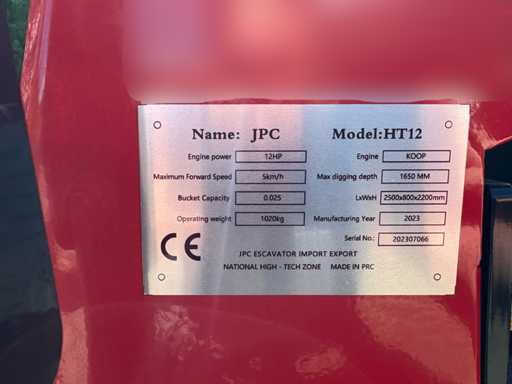 Name: JPC Model:HT12
Engine power 12HP Engine KOOP
Maximum Forward Speed 5km/h Max digging depth 1650 MM
Bucket Capacity 0.025 LxWxH 2500x800x2200mm
Operating weight 1020kg Manufacturing Year 2023
Serial No.: 202307066
CE
JPC ESCAVATOR IMPORT EXPORT
NATIONAL HIGH - TECH ZONE MADE IN PRC